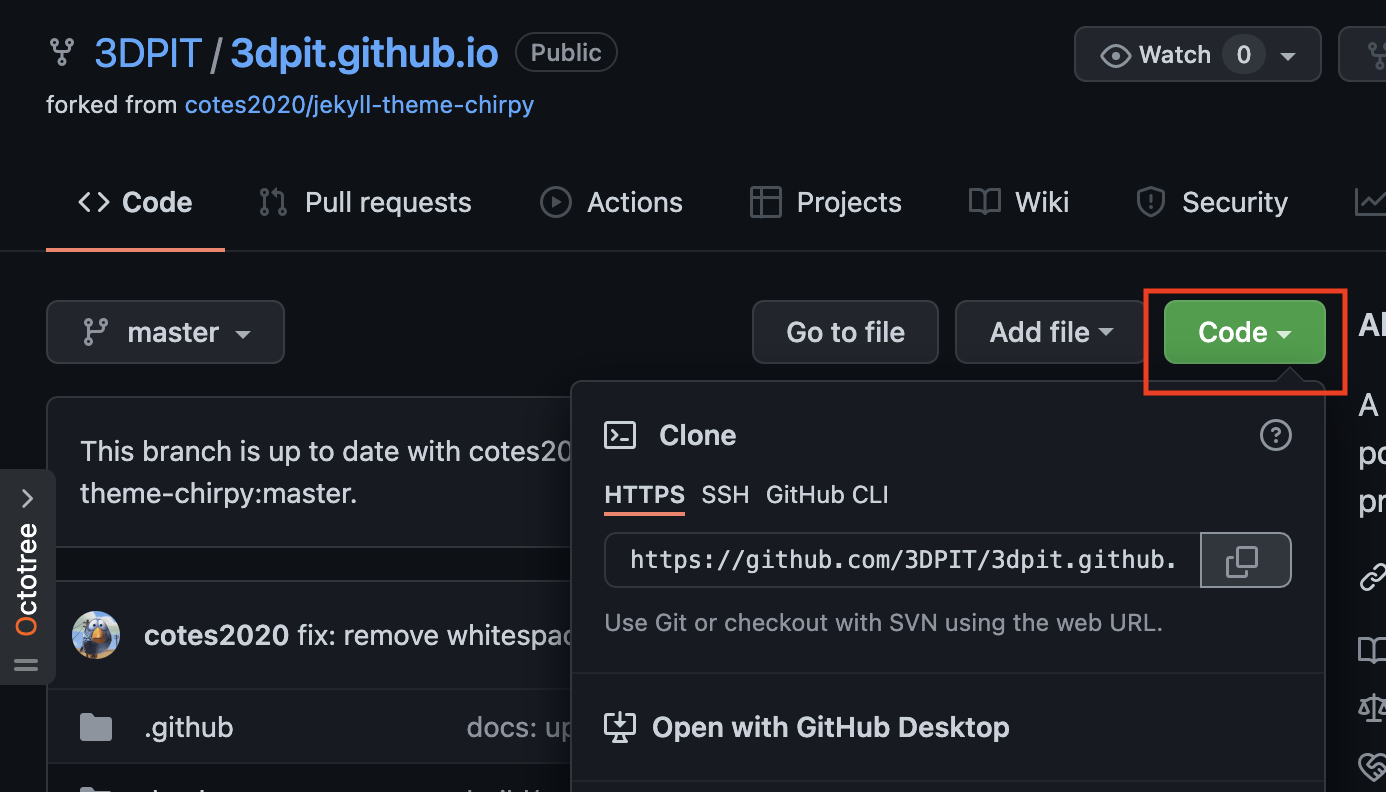 3DPIT / 3dpit.github.io Public
Watch 0
forked from cotes2020/jekyll-theme-chirpy
Code Pull requests Actions Projects Wiki Security
master Go to file Add file Code
This branch is up to date with cotes20
theme-chirpy:master.
Clone
HTTPS SSH GitHub CLI
https://github.com/3DPIT/3dpit.github.
Use Git or checkout with SVN using the web URL.
Octotree
cotes2020 fix: remove whitespac
.github docs: up
Open with GitHub Desktop
A
po
pr